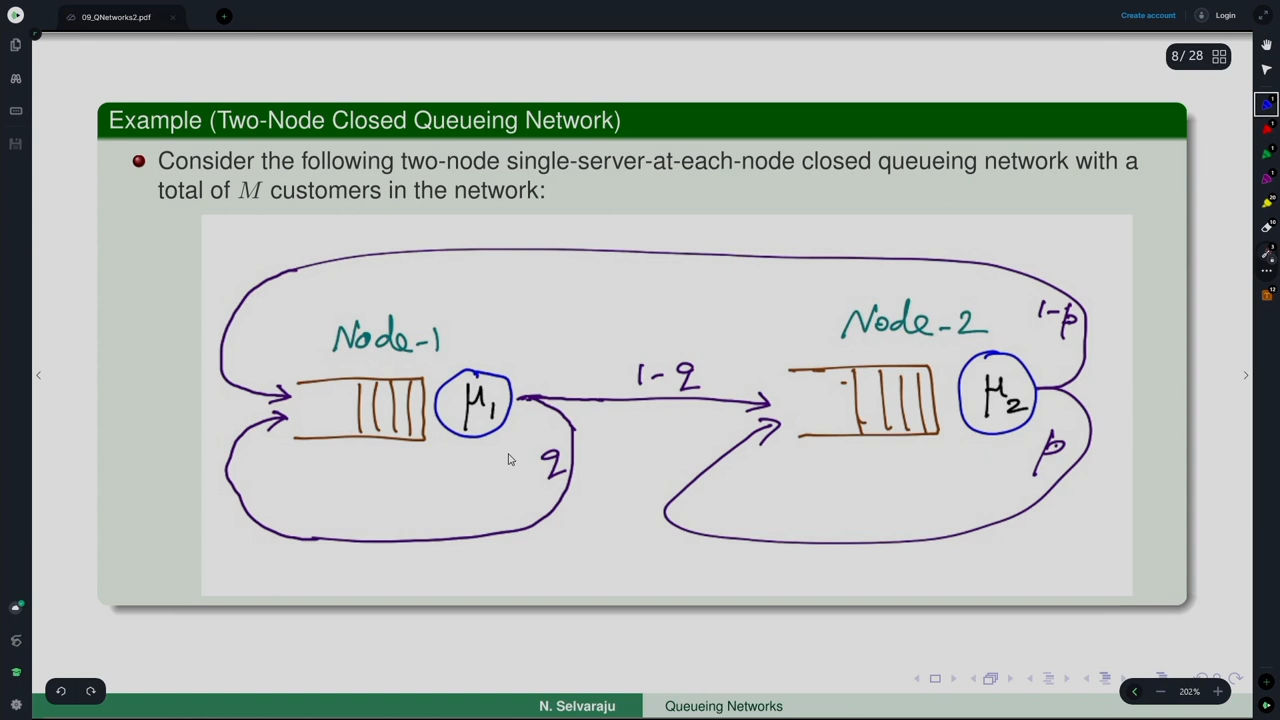 09_QNetworks2.pdf
Create account
Login
8 / 28
Example (Two-Node Closed Queueing Network)
Consider the following two-node single-server-at-each-node closed queueing network with a
total of M customers in the network:
Node-1
Node-2
1-p
1-q
μ1
μ2
q
p
202%
N. Selvaraju
Queueing Networks